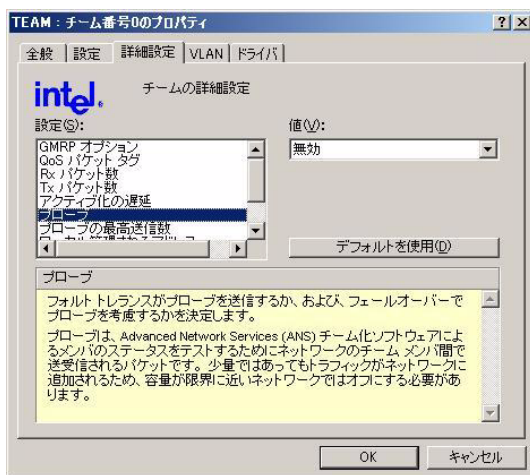 TEAM : チーム番号0のプロパティ
全般
設定
詳細設定
VLAN
ドライバ
intel.
チームの詳細設定
設定(S):
GMRP オプション
QoS パケット タグ
Rx パケット数
Tx パケット数
アクティブ化の遅延
プローブ
プローブの最高送信数
値(V):
無効
デフォルトを使用(D)
プローブ
フォルトトレランスがプローブを送信するか、および、フェールオーバーで
プローブを考慮するかを決定します。
プローブは、Advanced Network Services (ANS) チーム化ソフトウェアによ
るメンバのステータスをテストするためにネットワークのチーム メンバ間で
送受信されるパケットです。少量ではあってもトラフィックがネットワークに
追加されるため、容量が限界に近いネットワークではオフにする必要があ
ります。
OK
キャンセル